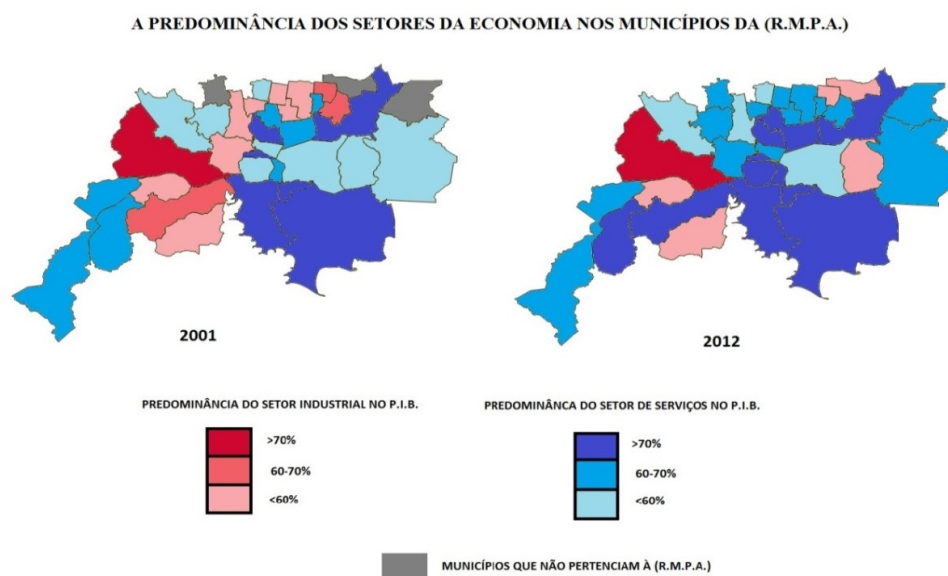 A PREDOMINÂNCIA DOS SETORES DA ECONOMIA NOS MUNICÍPIOS DA (R.M.P.A.)
2001
2012
PREDOMINÂNCIA DO SETOR INDUSTRIAL NO P.I.B.
>70%
60-70%
<60%
PREDOMINÂNCA DO SETOR DE SERVIÇOS NO P.I.B.
>70%
60-70%
<60%
MUNICÍPIOS QUE NÃO PERTENCIAM À (R.M.P.A.)